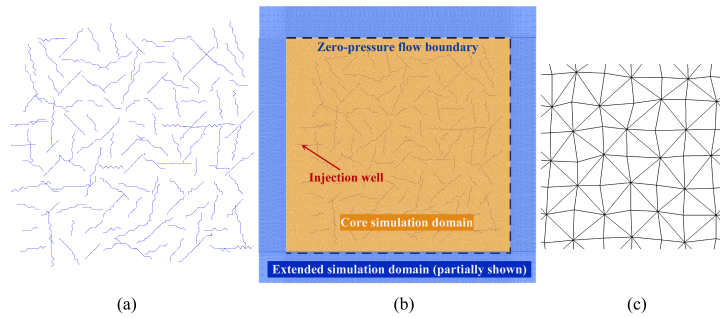 Zero-pressure flow boundary
Injection well
Core simulation domain
Extended simulation domain (partially shown)
(a)
(b)
(c)